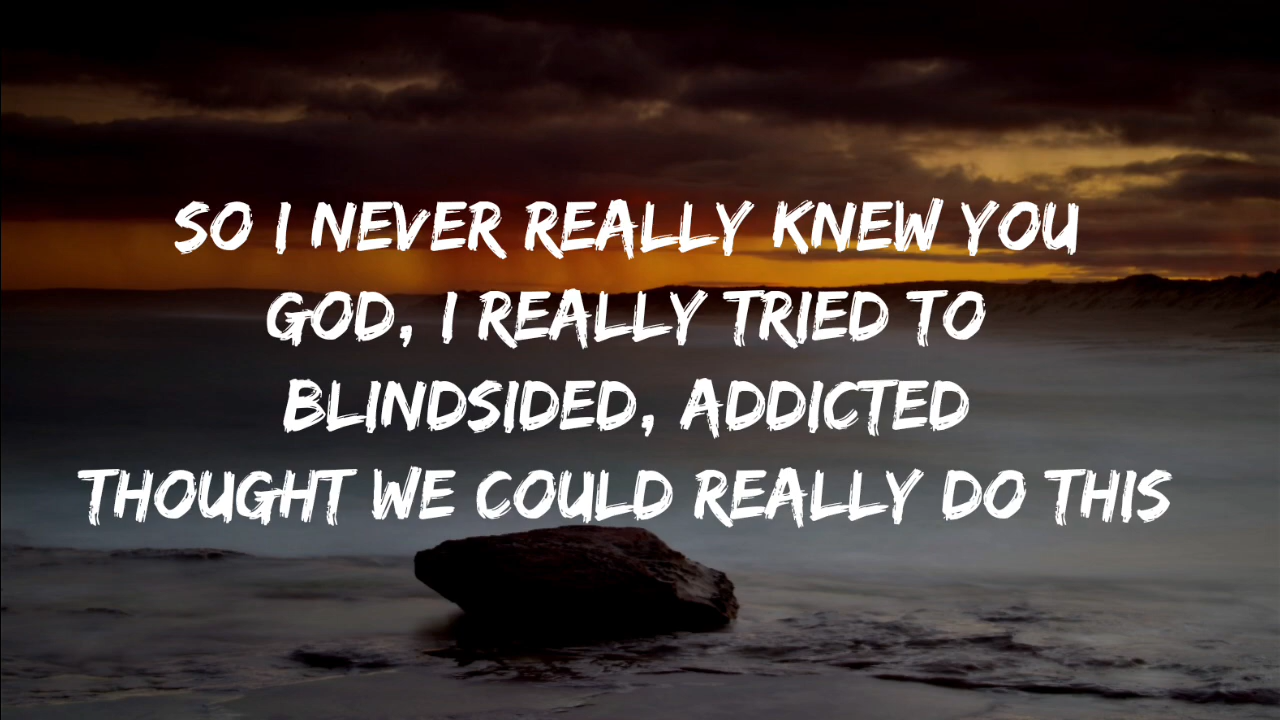 SO I NEVER REALLY KNEW YOU
GOD, I REALLY TRIED TO
BLINDSIDED, ADDICTED
THOUGHT WE COULD REALLY DO THIS